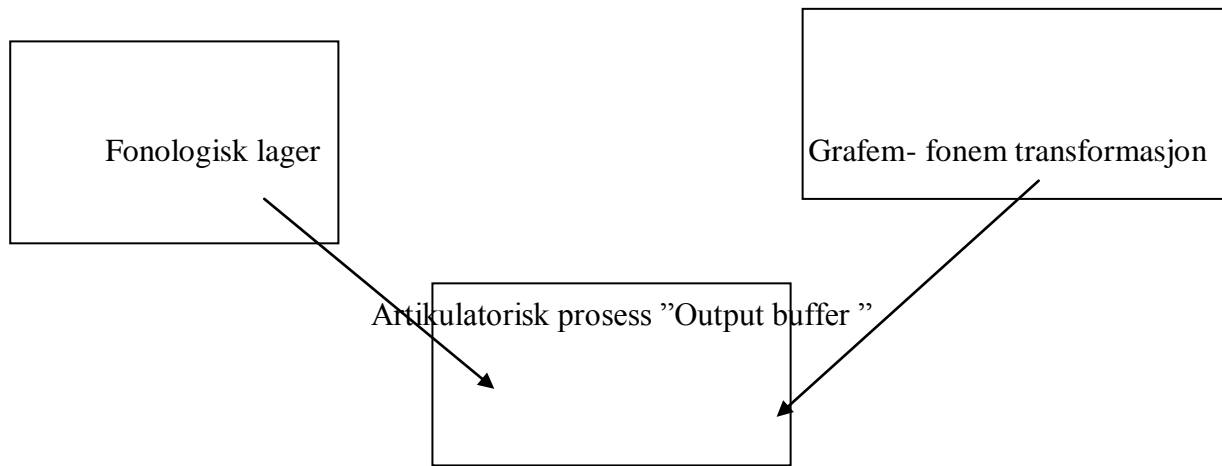 Fonologisk lager
Grafem- fonem transformasjon
Artikulatorisk prosess ”Output buffer ”